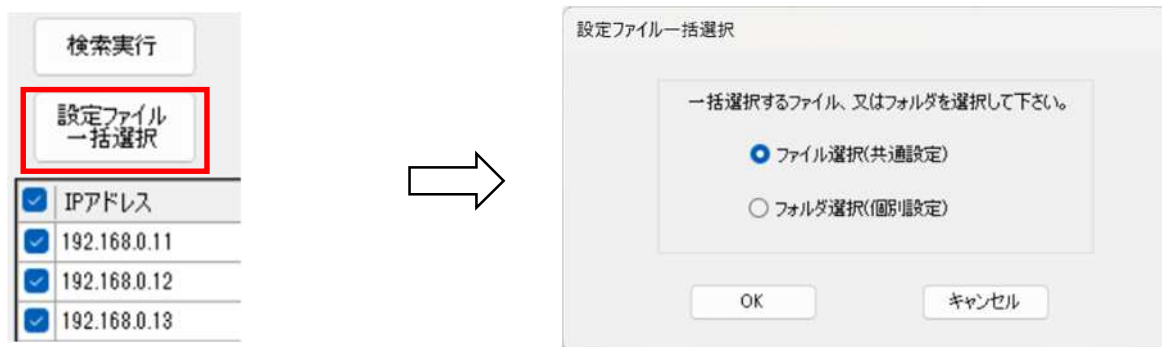 検索実行
設定ファイル
一括選択
IPアドレス
192.168.0.11
192.168.0.12
192.168.0.13
設定ファイル一括選択
一括選択するファイル、又はフォルダを選択して下さい。
ファイル選択(共通設定)
フォルダ選択(個別設定)
OK
キャンセル